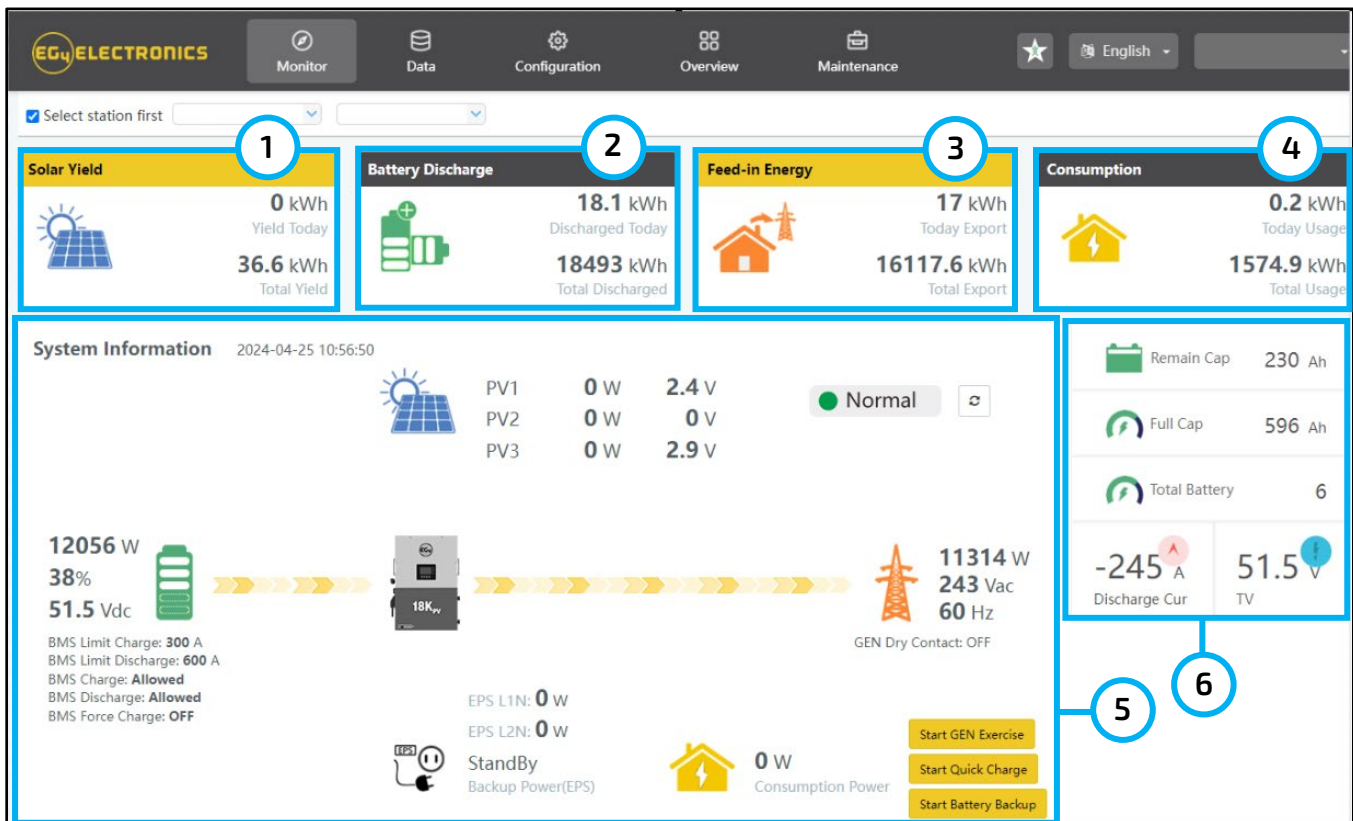 EG4 ELECTRONICS
Monitor
Data
Configuration
Overview
Maintenance
English
Select station first
1
2
3
4
Solar Yield
0 kWh
Yield Today
36.6 kWh
Total Yield
Battery Discharge
18.1 kWh
Discharged Today
18493 kWh
Total Discharged
Feed-in Energy
17 kWh
Today Export
16117.6 kWh
Total Export
Consumption
0.2 kWh
Today Usage
1574.9 kWh
Total Usage
System Information 2024-04-25 10:56:50
PV1 0 W 2.4 V
PV2 0 W 0 V
PV3 0 W 2.9 V
Normal
12056 W
38%
51.5 Vdc
BMS Limit Charge: 300 A
BMS Limit Discharge: 600 A
BMS Charge: Allowed
BMS Discharge: Allowed
BMS Force Charge: OFF
EG4
18KPV
11314 W
243 Vac
60 Hz
GEN Dry Contact: OFF
EPS L1N: 0 W
EPS L2N: 0 W
EPS
StandBy
Backup Power(EPS)
0 W
Consumption Power
Start GEN Exercise
Start Quick Charge
Start Battery Backup
5
Remain Cap 230 Ah
Full Cap 596 Ah
Total Battery 6
-245 A
Discharge Cur
51.5 V
TV
6